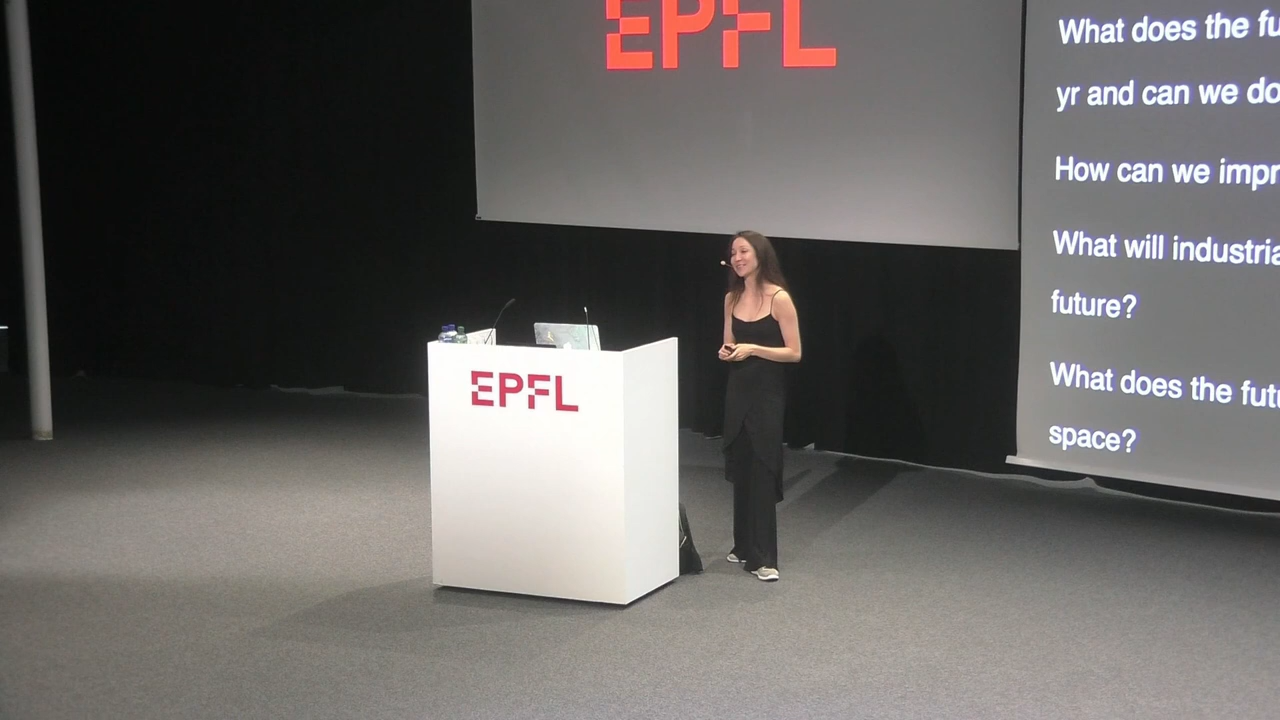 EPFL
EPFL
What does the fu
yr and can we do
How can we impr
What will industria
future?
What does the futu
space?